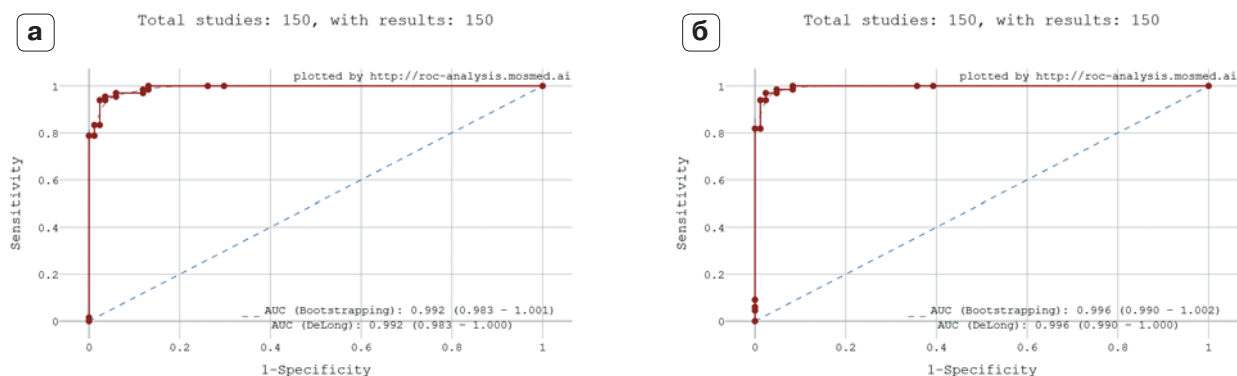 а
Total studies: 150, with results: 150
plotted by http://roc-analysis.mosmed.ai
1
0.8
0.6
0.4
0.2
0
Sensitivity
AUC (Bootstrapping): 0.992 (0.983 - 1.001)
AUC (DeLong): 0.992 (0.983 - 1.000)
0 0.2 0.4 0.6 0.8 1
1-Specificity
б
Total studies: 150, with results: 150
plotted by http://roc-analysis.mosmed.ai
1
0.8
0.6
0.4
0.2
0
Sensitivity
AUC (Bootstrapping): 0.996 (0.990 - 1.002)
AUC (DeLong): 0.996 (0.990 - 1.000)
0 0.2 0.4 0.6 0.8 1
1-Specificity